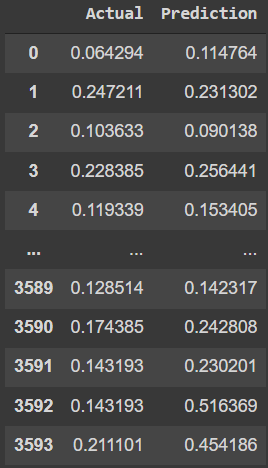 Actual Prediction
0 0.064294 0.114764
1 0.247211 0.231302
2 0.103633 0.090138
3 0.228385 0.256441
4 0.119339 0.153405
... ... ...
3589 0.128514 0.142317
3590 0.174385 0.242808
3591 0.143193 0.230201
3592 0.143193 0.516369
3593 0.211101 0.454186